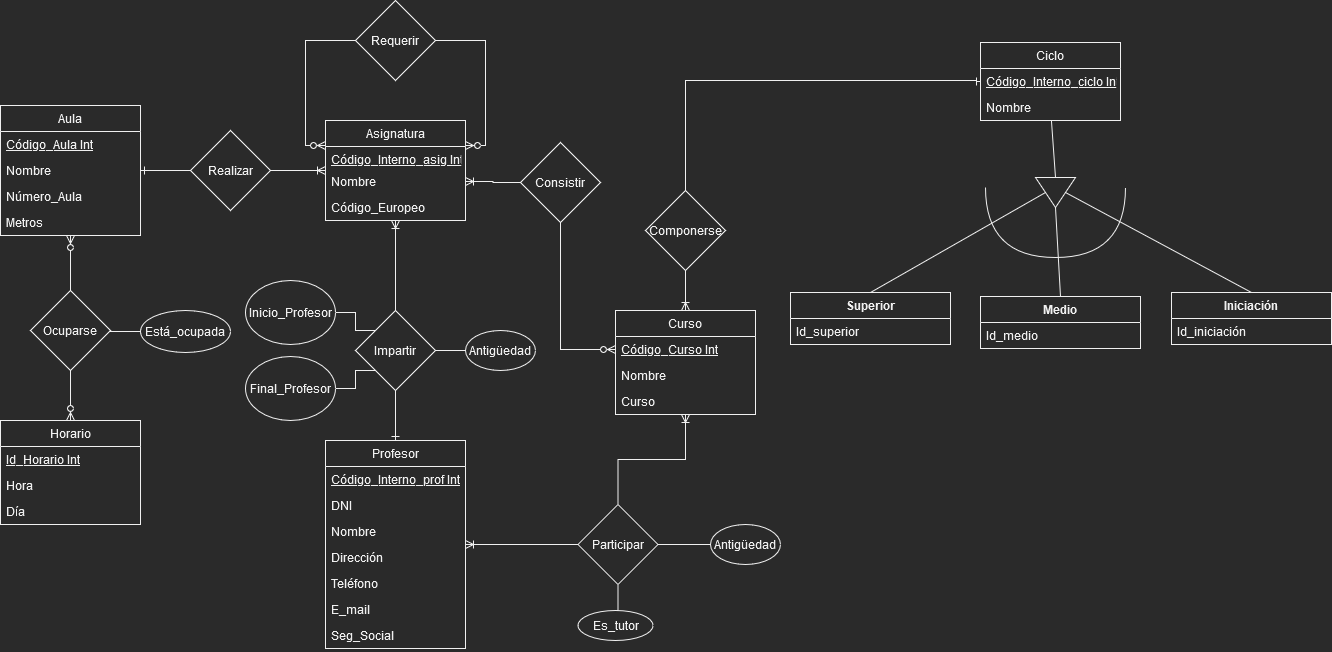 Requerir
Ciclo
Código_Interno_ciclo In
Nombre
Aula
Código_Aula Int
Nombre
Número_Aula
Metros
Realizar
Asignatura
Código_Interno_asig Int
Nombre
Código_Europeo
Consistir
Componerse
Superior
Id_superior
Medio
Id_medio
Iniciación
Id_iniciación
Ocuparse
Está_ocupada
Inicio_Profesor
Final_Profesor
Impartir
Antigüedad
Curso
Código_Curso Int
Nombre
Curso
Horario
Id_Horario Int
Hora
Día
Profesor
Código_Interno_prof Int
DNI
Nombre
Dirección
Teléfono
E_mail
Seg_Social
Participar
Antigüedad
Es_tutor